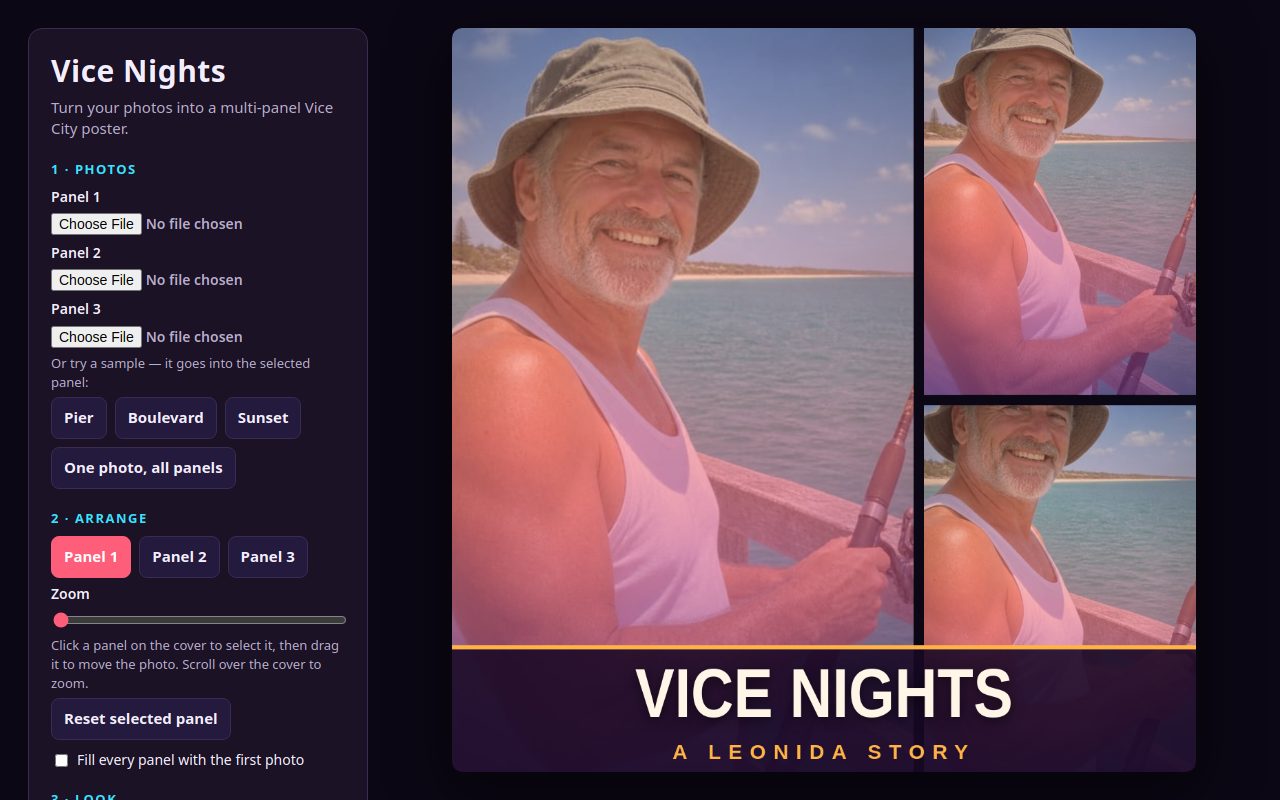 Vice Nights
Turn your photos into a multi-panel Vice
City poster.
1 · PHOTOS
Panel 1
Choose File No file chosen
Panel 2
Choose File No file chosen
Panel 3
Choose File No file chosen
Or try a sample — it goes into the selected
panel:
Pier Boulevard Sunset
One photo, all panels
2 · ARRANGE
Panel 1 Panel 2 Panel 3
Zoom
Click a panel on the cover to select it, then drag
it to move the photo. Scroll over the cover to
zoom.
Reset selected panel
Fill every panel with the first photo
3 · LOOK
VICE NIGHTS
A LEONIDA STORY